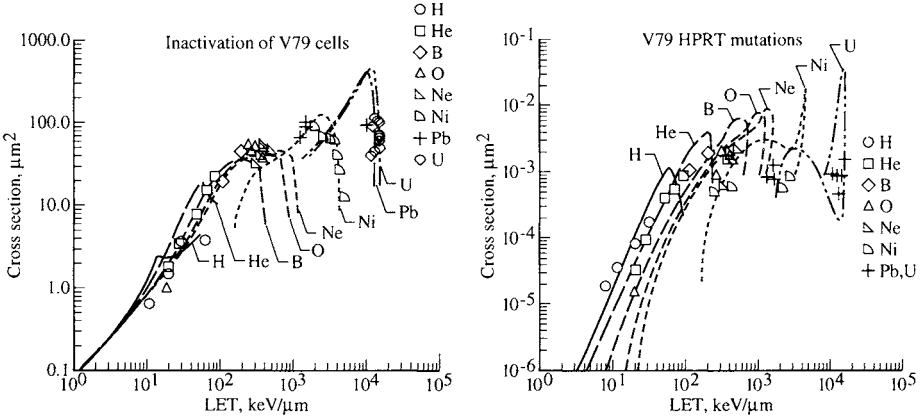 Inactivation of V79 cells
Cross section, μm²
1000.0
100.0
10.0
1.0
0.1
10⁰
10¹
10²
10³
10⁴
10⁵
LET, keV/μm
H
He
B
O
Ne
Ni
U
Pb
H
He
B
O
Ne
Ni
Pb
U
V79 HPRT mutations
Cross section, μm²
10⁻¹
10⁻²
10⁻³
10⁻⁴
10⁻⁵
10⁻⁶
10⁰
10¹
10²
10³
10⁴
10⁵
LET, keV/μm
H
He
B
O
Ne
Ni
U
H
He
B
O
Ne
Ni
Pb,U